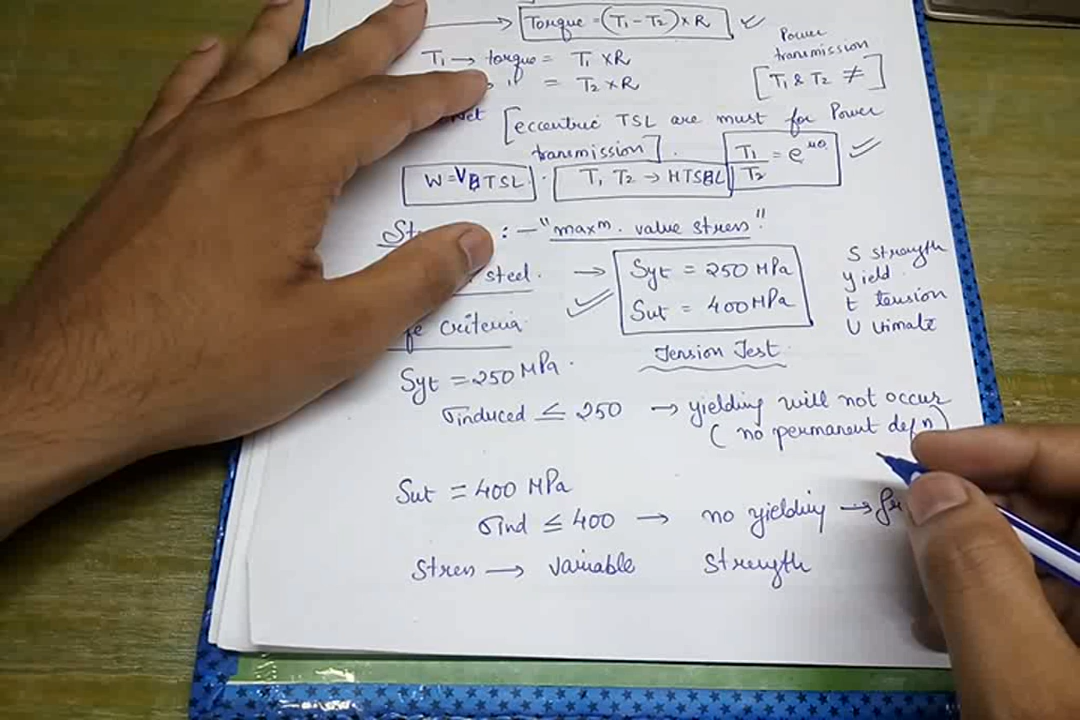 Torque = (T1 - T2) × R
Power
transmission
T1 → torque = T1 × R
[T1 & T2 ≠]
" = T2 × R
[eccentric TSL are must for Power
transmission].
T1/T2 = e^μθ
W = VBTSL. T1 T2 → HTSBL
: — "maxm. value stress"
steel. → Syt = 250 MPa
Sut = 400 MPa
S strength
yield.
t tension
U Utimate
criteria
Tension Test
Syt = 250 MPa.
σinduced ≤ 250 → yielding will not occur
(no permanent defn)
Sut = 400 MPa
σind ≤ 400 → no yielding →
Stress → variable strength